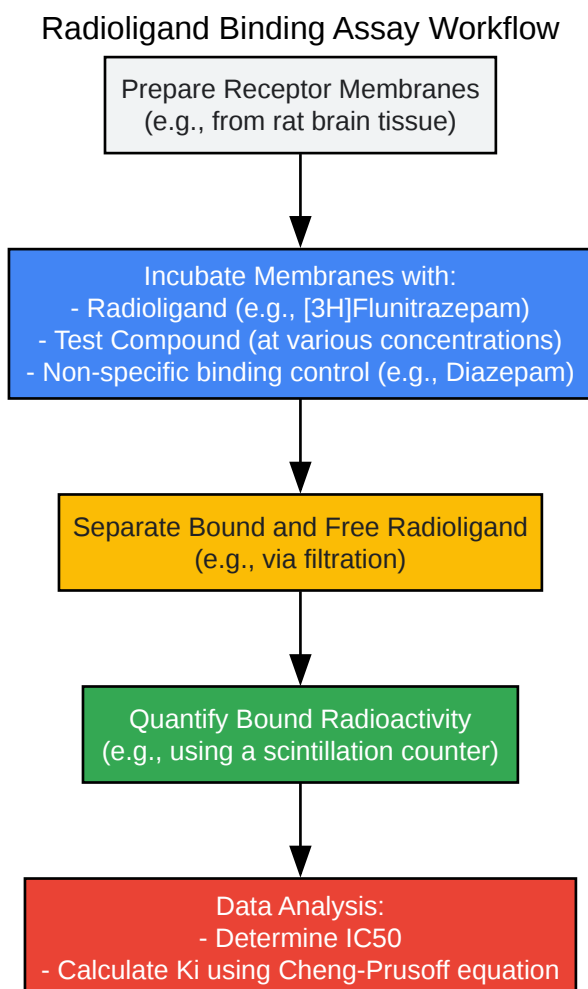 Radioligand Binding Assay Workflow
Prepare Receptor Membranes
(e.g., from rat brain tissue)
Incubate Membranes with:
- Radioligand (e.g., [3H]Flunitrazepam)
- Test Compound (at various concentrations)
- Non-specific binding control (e.g., Diazepam)
Separate Bound and Free Radioligand
(e.g., via filtration)
Quantify Bound Radioactivity
(e.g., using a scintillation counter)
Data Analysis:
- Determine IC50
- Calculate Ki using Cheng-Prusoff equation